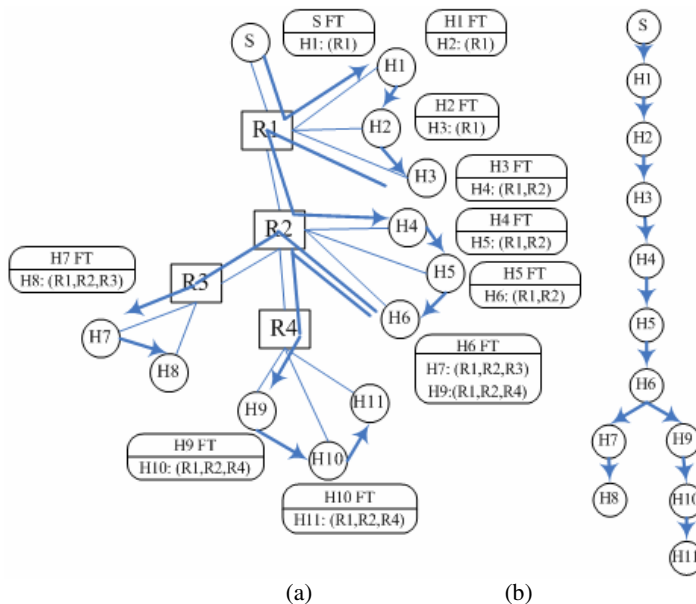 S
S FT
H1: (R1)
H1 FT
H2: (R1)
H1
R1
H2
H2 FT
H3: (R1)
H3
H3 FT
H4: (R1,R2)
R2
H4
H4 FT
H5: (R1,R2)
H5
H5 FT
H6: (R1,R2)
H7 FT
H8: (R1,R2,R3)
R3
H6
R4
H7
H8
H6 FT
H7: (R1,R2,R3)
H9:(R1,R2,R4)
H9
H11
H9 FT
H10: (R1,R2,R4)
H10
H10 FT
H11: (R1,R2,R4)
(a)
S
H1
H2
H3
H4
H5
H6
H7
H9
H8
H10
H11
(b)